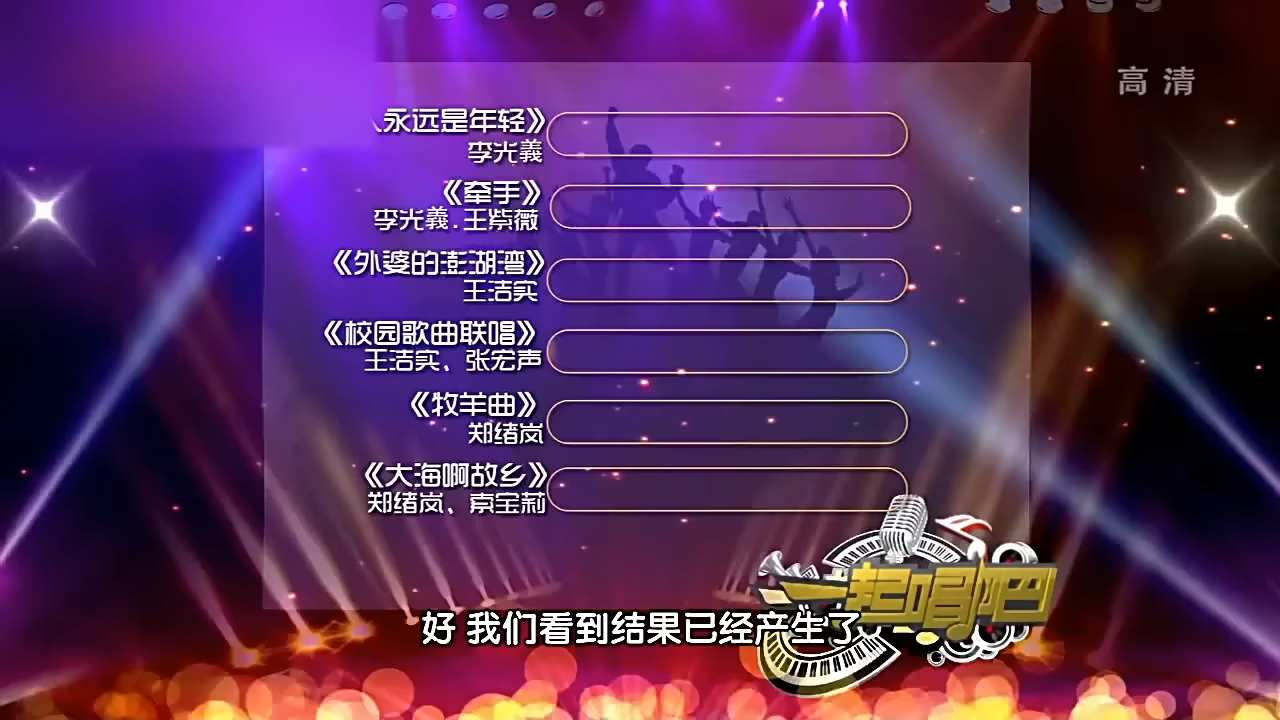 高清
永远是年轻》
李光義
《牵手》
李光義.王紫薇
《外婆的澎湖湾》
王洁实
《校园歌曲联唱》
王洁实、张宏声
《牧羊曲》
郑绪岚
《大海啊故乡》
郑绪岚、索宝莉
一起唱吧
好 我们看到结果已经产生了